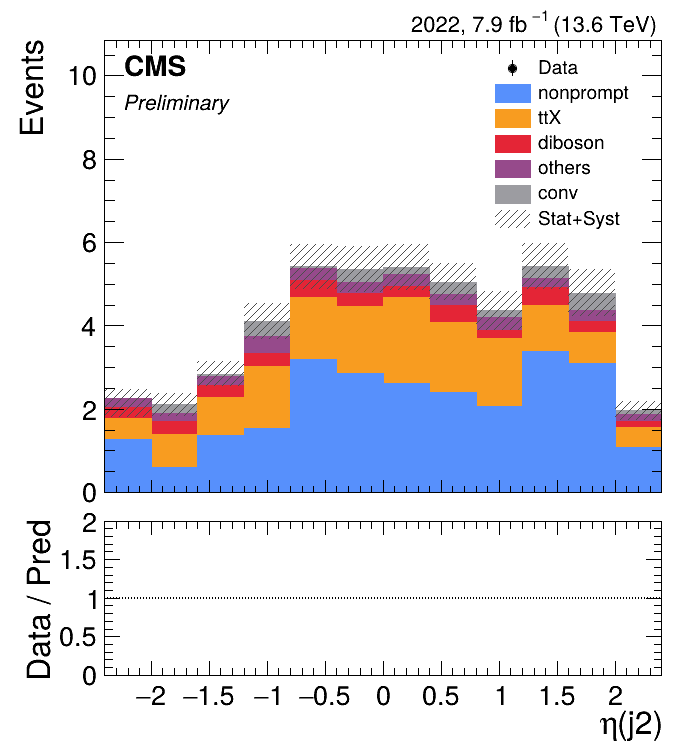 2022, 7.9 fb⁻¹ (13.6 TeV)
CMS
Preliminary
Data
nonprompt
ttX
diboson
others
conv
Stat+Syst
Events
10
8
6
4
2
0
Data / Pred
2
1.5
1
0.5
0
−2 −1.5 −1 −0.5 0 0.5 1 1.5 2
η(j2)